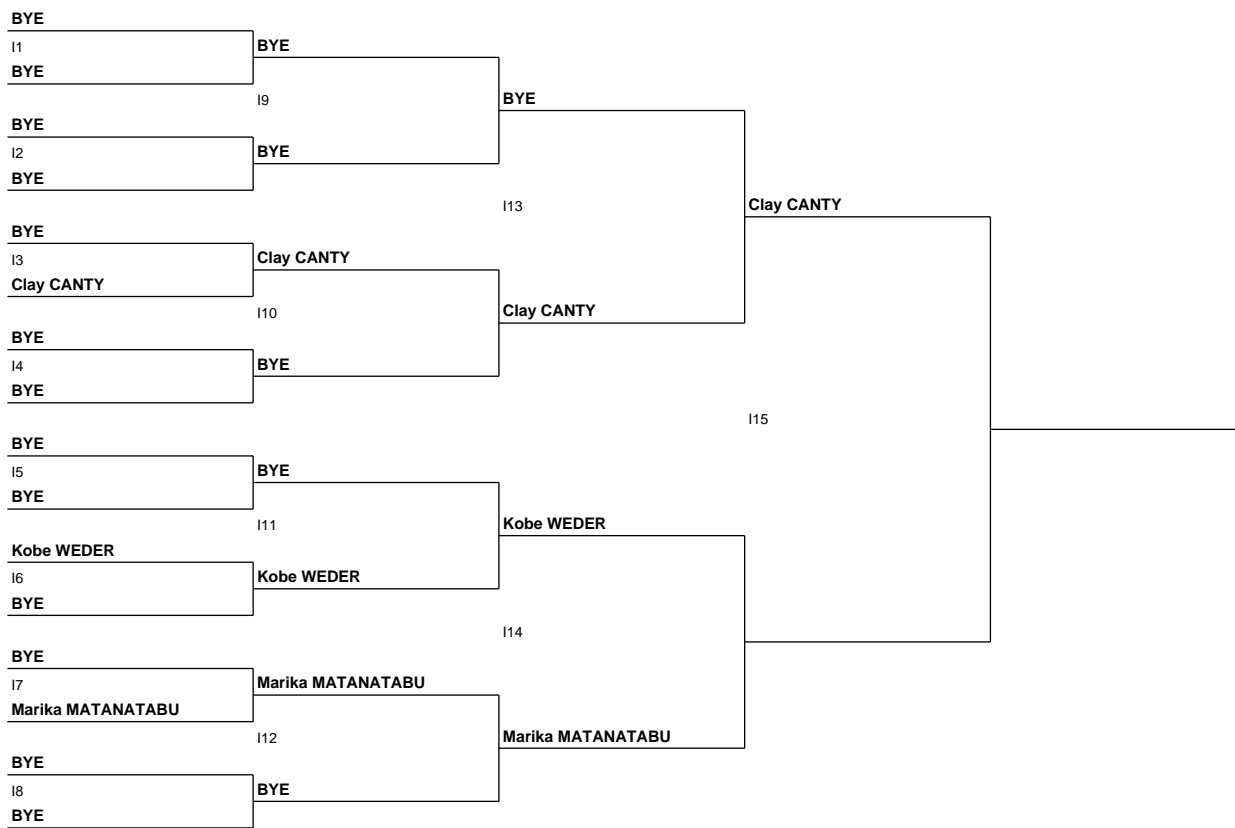 BYE
I1
BYE
BYE
I9
BYE
BYE
I2
BYE
BYE
I13
Clay CANTY
BYE
I3
Clay CANTY
Clay CANTY
I10
Clay CANTY
BYE
I4
BYE
BYE
I15
BYE
I5
BYE
BYE
I11
Kobe WEDER
Kobe WEDER
I6
Kobe WEDER
BYE
I14
BYE
I7
Marika MATANATABU
Marika MATANATABU
I12
Marika MATANATABU
BYE
I8
BYE
BYE